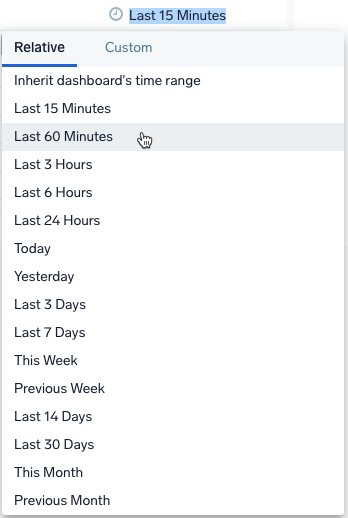 Last 15 Minutes
Relative Custom
Inherit dashboard's time range
Last 15 Minutes
Last 60 Minutes
Last 3 Hours
Last 6 Hours
Last 24 Hours
Today
Yesterday
Last 3 Days
Last 7 Days
This Week
Previous Week
Last 14 Days
Last 30 Days
This Month
Previous Month